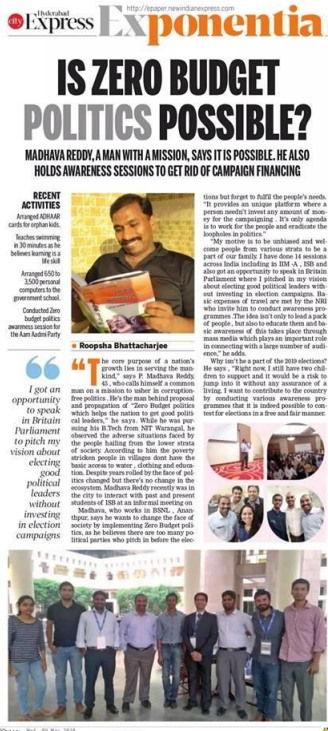 http://epaper.newindianexpress.com
city Hyderabad
Express
Exponentia
IS ZERO BUDGET
POLITICS POSSIBLE?
MADHAVA REDDY, A MAN WITH A MISSION, SAYS IT IS POSSIBLE. HE ALSO
HOLDS AWARENESS SESSIONS TO GET RID OF CAMPAIGN FINANCING
RECENT
ACTIVITIES
Arranged ADHAAR
cards for orphan kids.
Teaches swimming
in 30 minutes as he
believes learning is a
life skill
Arranged 650 to
3,500 personal
computers to the
government school.
Conducted Zero
budget politics
awareness session for
the Aam Aadmi Party
I got an
opportunity
to speak
in Britain
Parliament
to pitch my
vision about
electing
good
political
leaders
without
investing
in election
campaigns
Roopsha Bhattacharjee
“The core purpose of a nation's
growth lies in serving the man-
kind,” says P. Madhava Reddy,
45, who calls himself a common
man on a mission to usher in corruption-
free politics. He's the man behind proposal
and propagation of “Zero Budget politics
which helps the nation to get good politi-
cal leaders,” he says. While he was pur-
suing his B.Tech from NIT Warangal, he
observed the adverse situations faced by
the people hailing from the lower strata
of society. According to him the poverty
stricken people in villages dont have the
basic access to water, clothing and educa-
tion. Despite years rolled by the face of pol-
itics changed but there's no change in the
ecosystem. Madhava Reddy recently was in
the city to interact with past and present
students of ISB at an informal meeting on
Madhava, who works in BSNL, Anan-
thpur, says he wants to change the face of
society by implementing Zero Budget poli-
tics, as he believes there are too many po-
litical parties who pitch in before the elec-
tions but forget to fulfil the people's needs.
“It provides an unique platform where a
person needn't invest any amount of mon-
ey for the campaigning. It's only agenda
is to work for the people and eradicate the
loopholes in politics.”
“My motive is to be unbiased and wel-
come people from various strata to be a
part of our family. I have done 14 sessions
across India including in IIM-A, ISB and
also got an opportunity to speak in Britain
Parliament where I pitched in my vision
about electing good political leaders with-
out investing in election campaigns. Ba-
sic expenses of travel are met by the NRI
who invite him to conduct awareness pro-
grammes. The idea isn't only to lead a pack
of people, but also to educate them and ba-
sic awareness of this takes place through
mass media which plays an important role
in connecting with a large number of audi-
ence,” he adds.
Why isn't he a part of the 2019 elections?
He says, “Right now, I still have two chil-
dren to support and it would be a risk to
jump into it without any assurance of a
living. I want to contribute to the country
by conducting various awareness pro-
grammes that it is indeed possible to con-
test for elections in a free and fair manner.